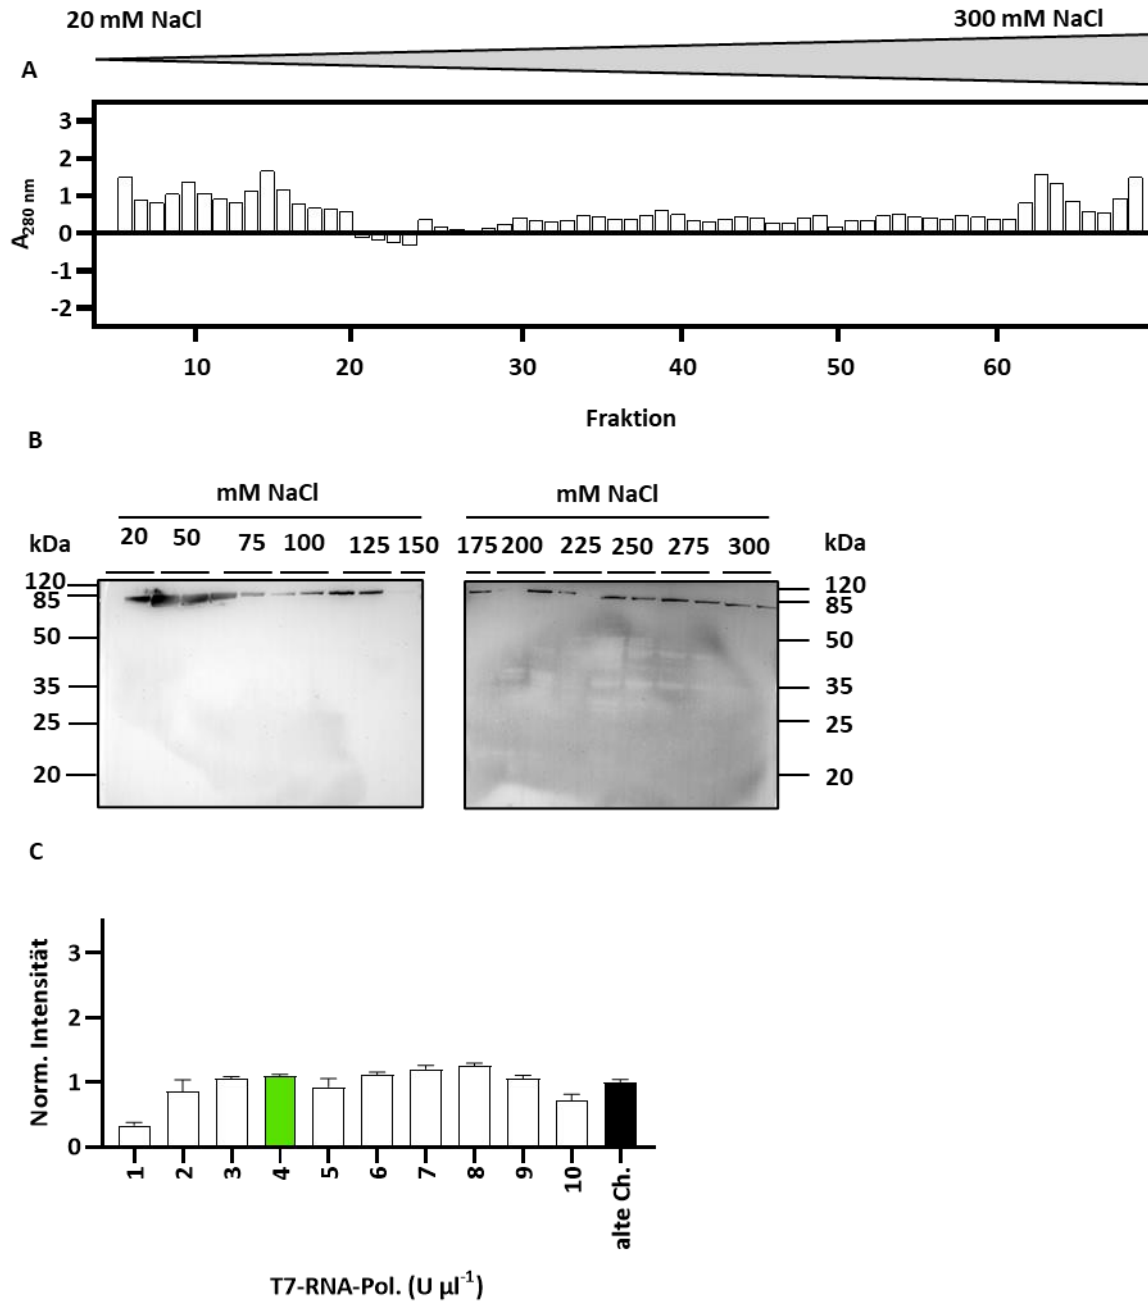 20 mM NaCl 300 mM NaCl
A
3
2
1
0
-1
-2
A280 nm
10 20 30 40 50 60
Fraktion
B
mM NaCl mM NaCl
kDa 20 50 75 100 125 150 175 200 225 250 275 300 kDa
120 120
85 85
50 50
35 35
25 25
20 20
C
3
2
1
0
Norm. Intensität
1 2 3 4 5 6 7 8 9 10 alte Ch.
T7-RNA-Pol. (U µl-1)